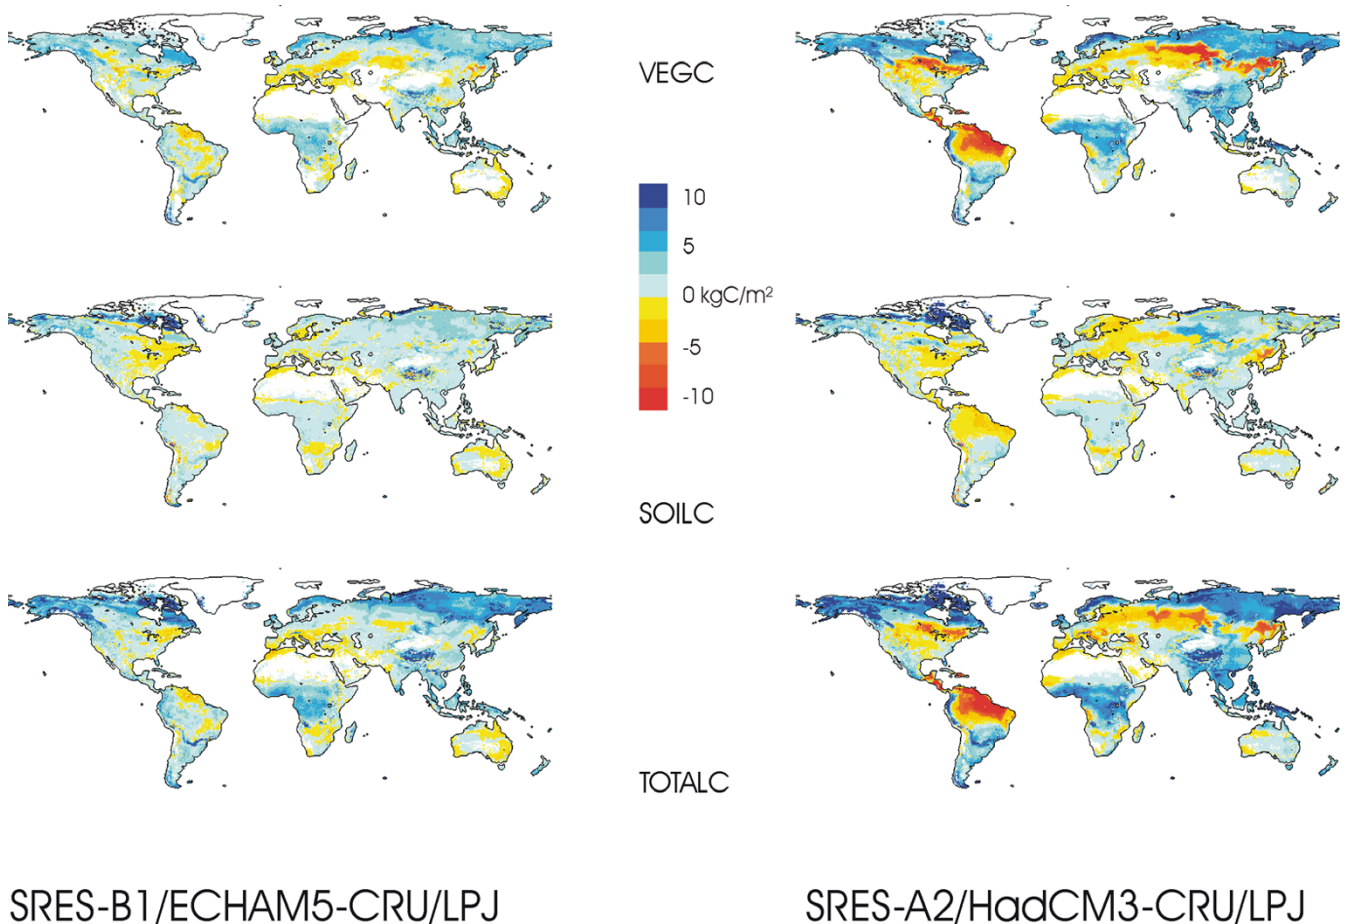 VEGC
10
5
0 kgC/m²
-5
-10
SOILC
TOTALC
SRES-B1/ECHAM5-CRU/LPJ
SRES-A2/HadCM3-CRU/LPJ